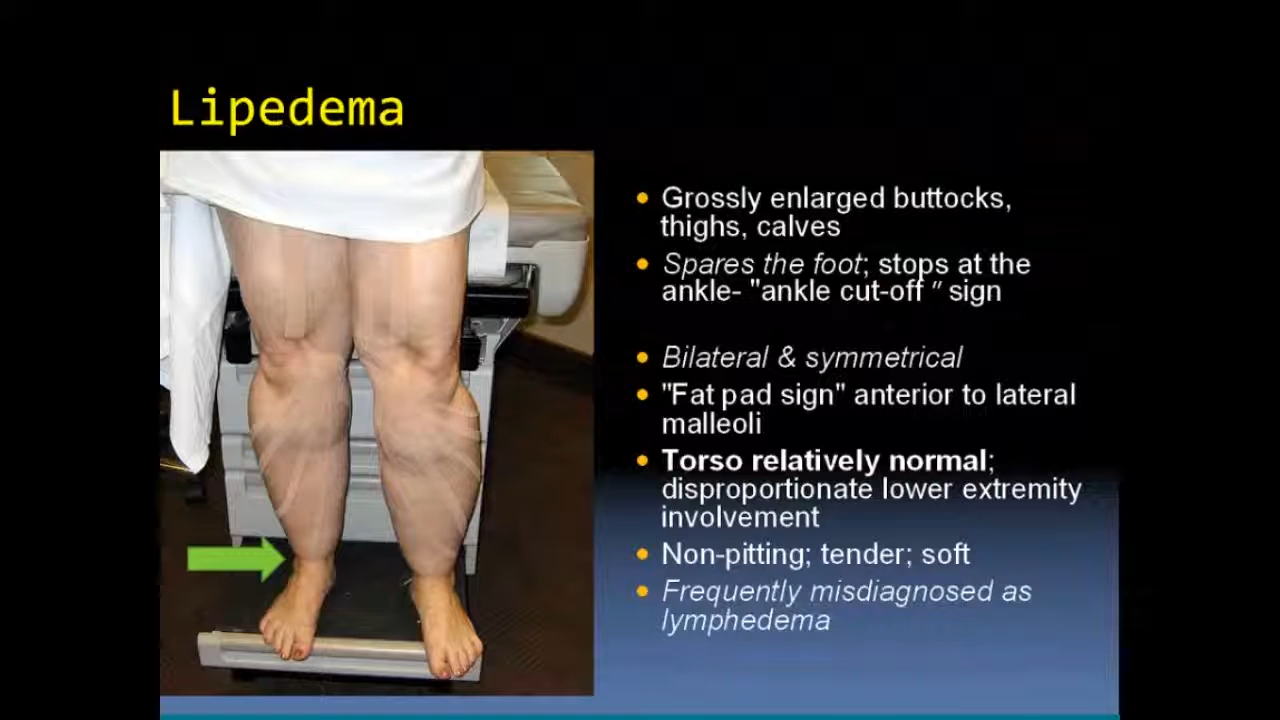 Lipedema
• Grossly enlarged buttocks,
thighs, calves
• Spares the foot; stops at the
ankle- "ankle cut-off " sign
• Bilateral & symmetrical
• "Fat pad sign" anterior to lateral
malleoli
• Torso relatively normal;
disproportionate lower extremity
involvement
• Non-pitting; tender; soft
• Frequently misdiagnosed as
lymphedema